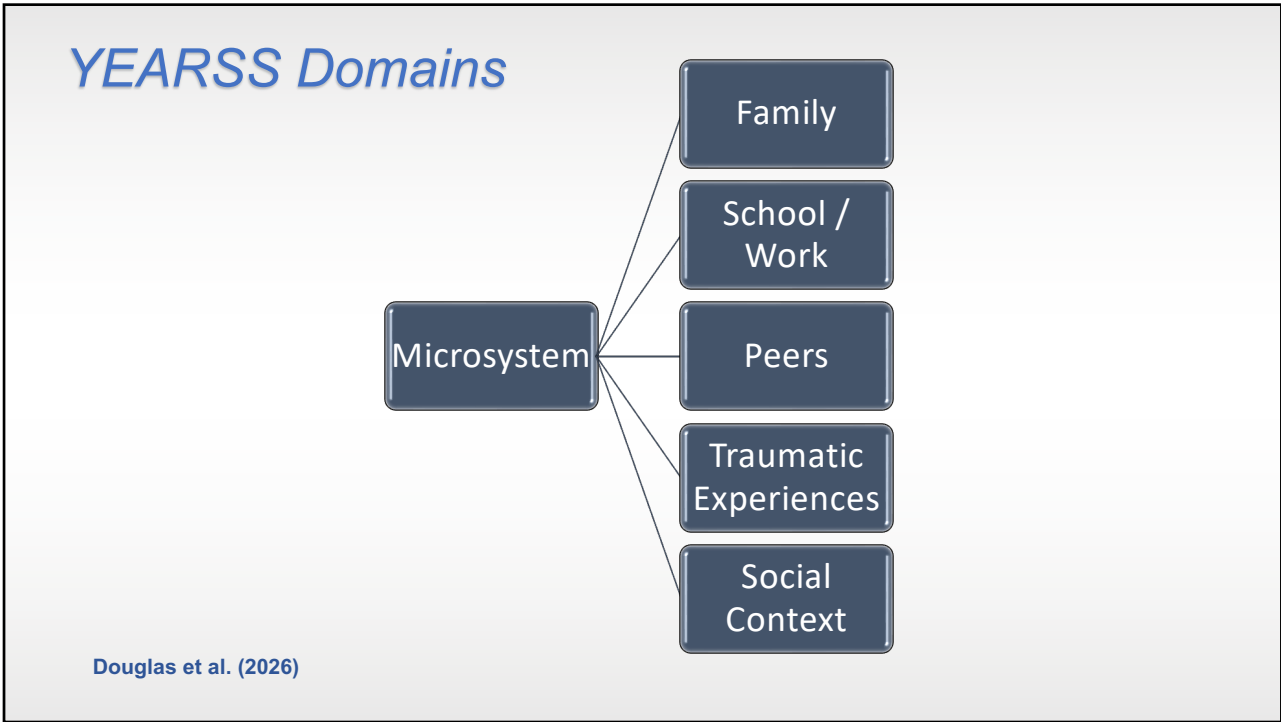 YEARSS Domains
Family
School /
Work
Microsystem
Peers
Traumatic
Experiences
Social
Context
Douglas et al. (2026)